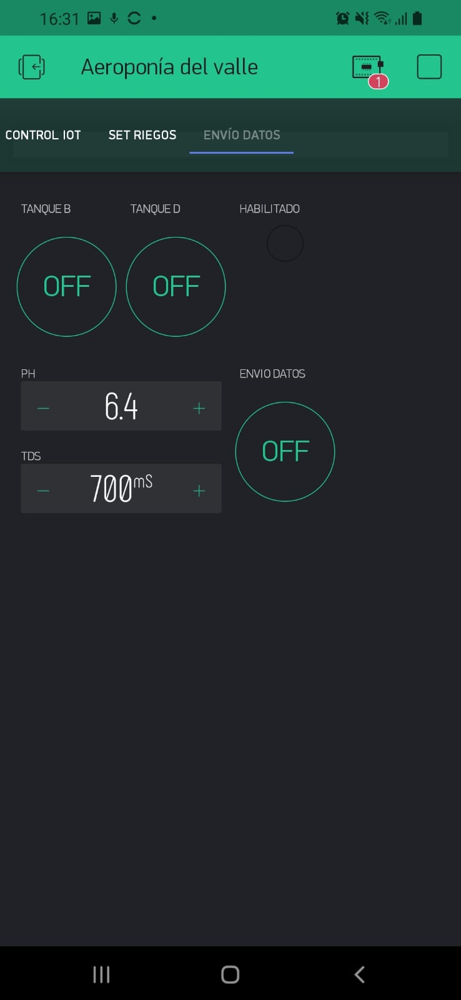 16:31
Aeroponía del valle
1
CONTROL IOT SET RIEGOS ENVÍO DATOS
TANQUE B TANQUE D HABILITADO
OFF OFF
PH ENVIO DATOS
− 6.4 +
OFF
TDS
− 700mS +